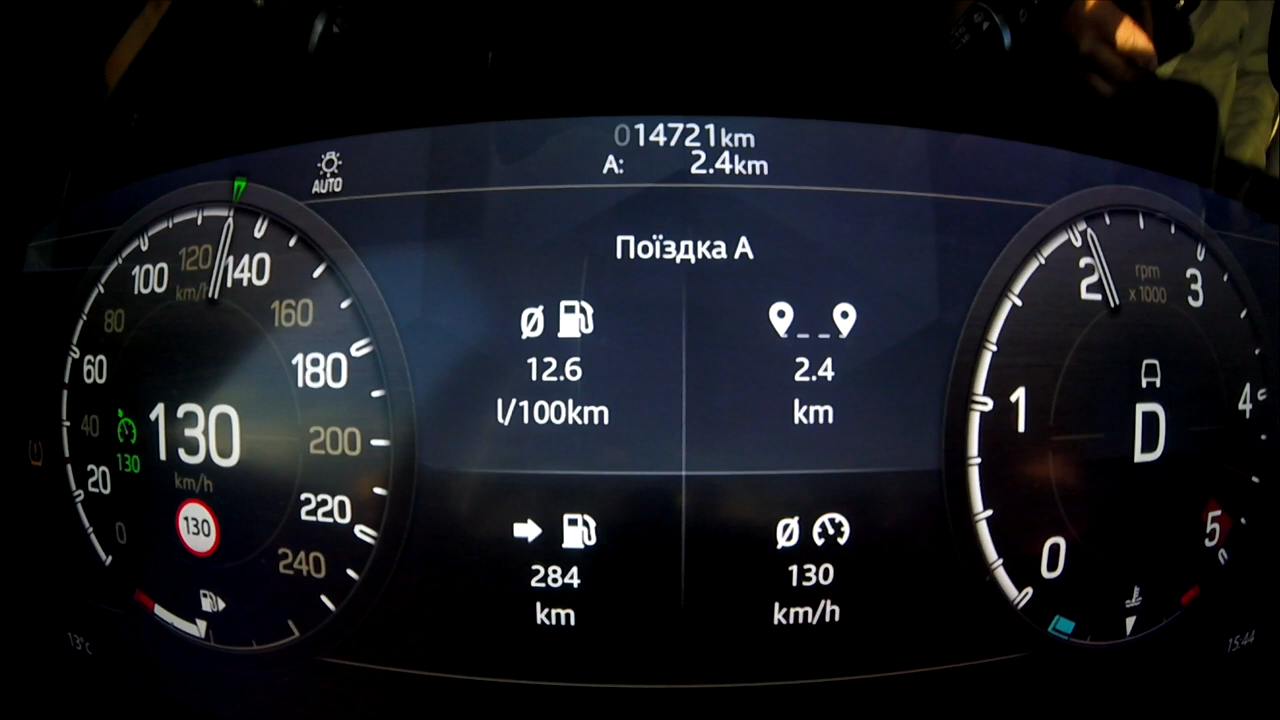 014721km
A: 2.4km
AUTO
Поїздка A
0
20
40
60
80
100
120
140
160
180
200
220
240
km/h
130
km/h
130
130
Ø
12.6
l/100km
2.4
km
284
km
Ø
130
km/h
0
1
2
3
4
5
rpm
x 1000
D
13°C
15:44